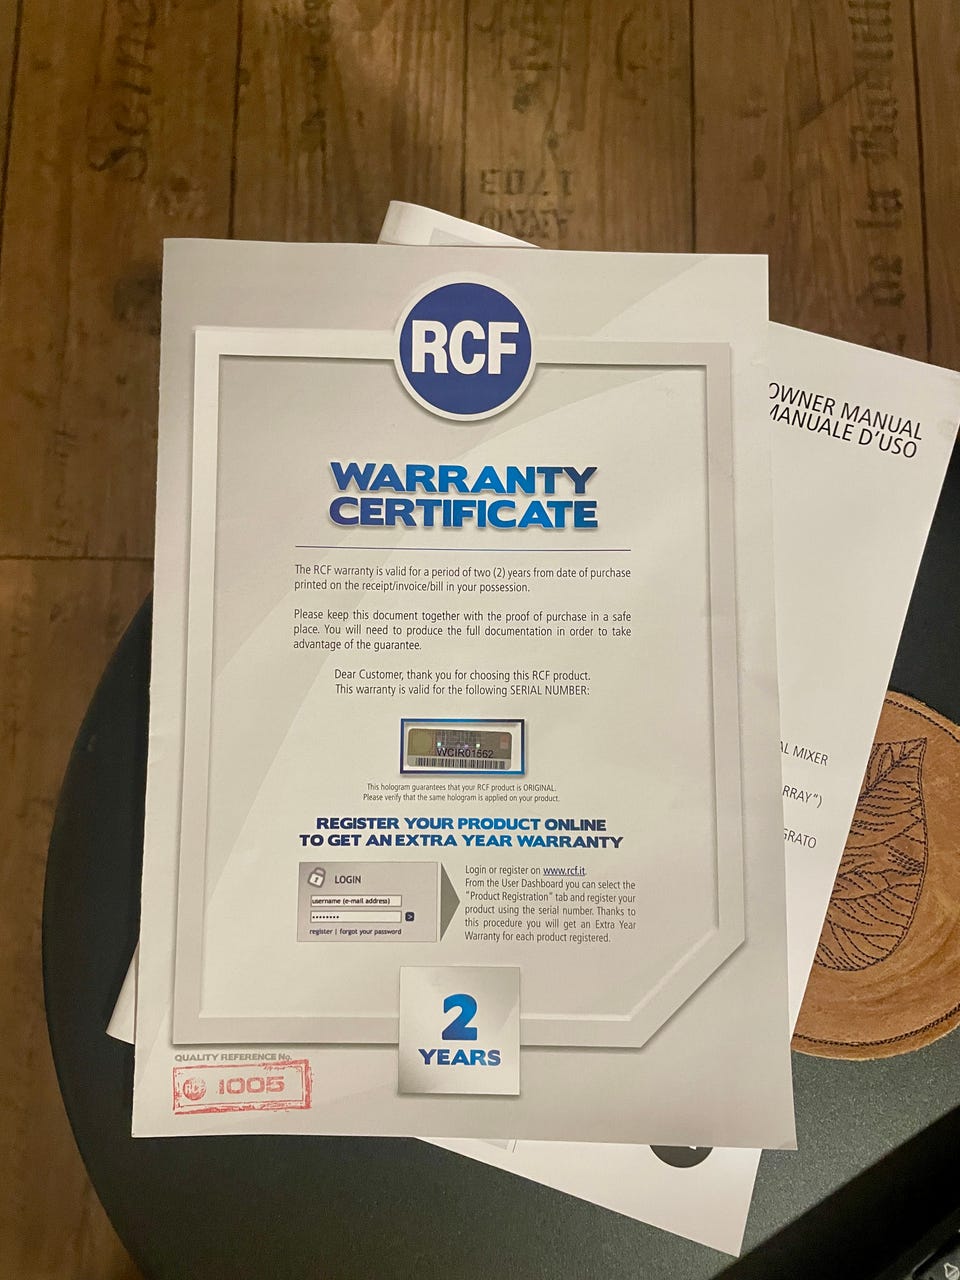 RCF
OWNER MANUAL
MANUALE D'USO
WARRANTY
CERTIFICATE
The RCF warranty is valid for a period of two (2) years from date of purchase
printed on the receipt/invoice/bill in your possession.
Please keep this document together with the proof of purchase in a safe
place. You will need to produce the full documentation in order to take
advantage of the guarantee.
Dear Customer, thank you for choosing this RCF product.
This warranty is valid for the following SERIAL NUMBER:
WCIR01562
This hologram guarantees that your RCF product is ORIGINAL.
Please verify that the same hologram is applied on your product.
REGISTER YOUR PRODUCT ONLINE
TO GET AN EXTRA YEAR WARRANTY
LOGIN
username (e-mail address)
••••••••
register | forgot your password
Login or register on www.rcf.it.
From the User Dashboard you can select the
"Product Registration" tab and register your
product using the serial number. Thanks to
this procedure you will get an Extra Year
Warranty for each product registered.
2
YEARS
QUALITY REFERENCE No.
RCF 1005
AL MIXER
RRAY")
GRATO
1703